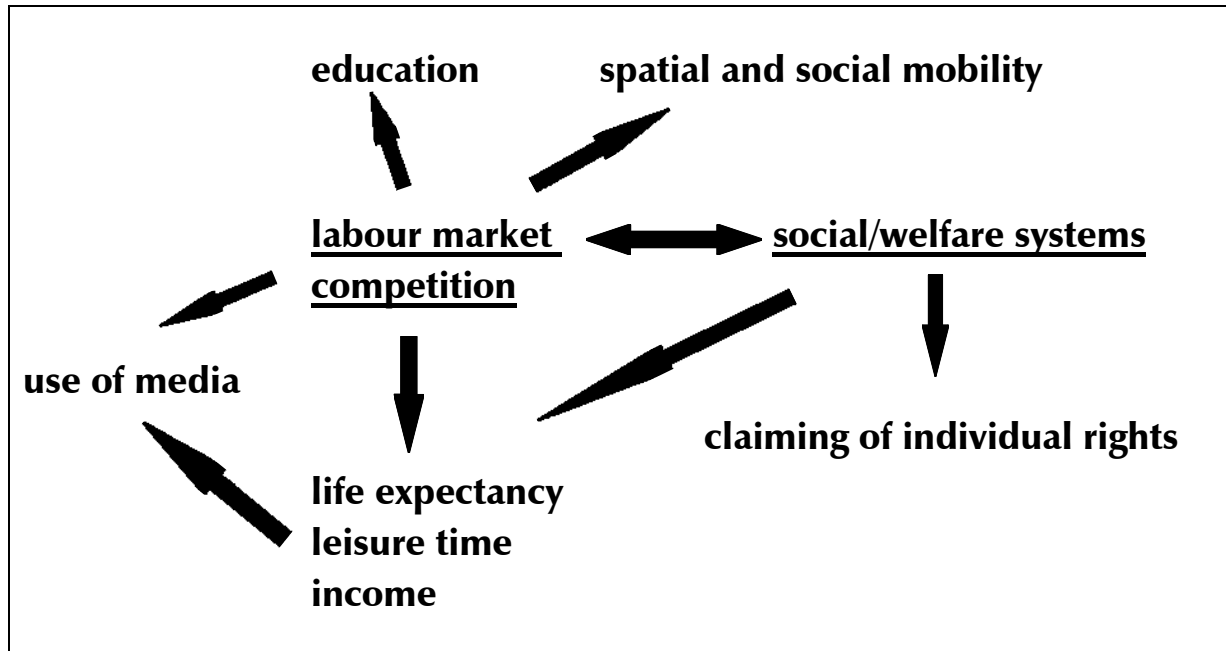 education
spatial and social mobility
labour market
competition
social/welfare systems
use of media
claiming of individual rights
life expectancy
leisure time
income